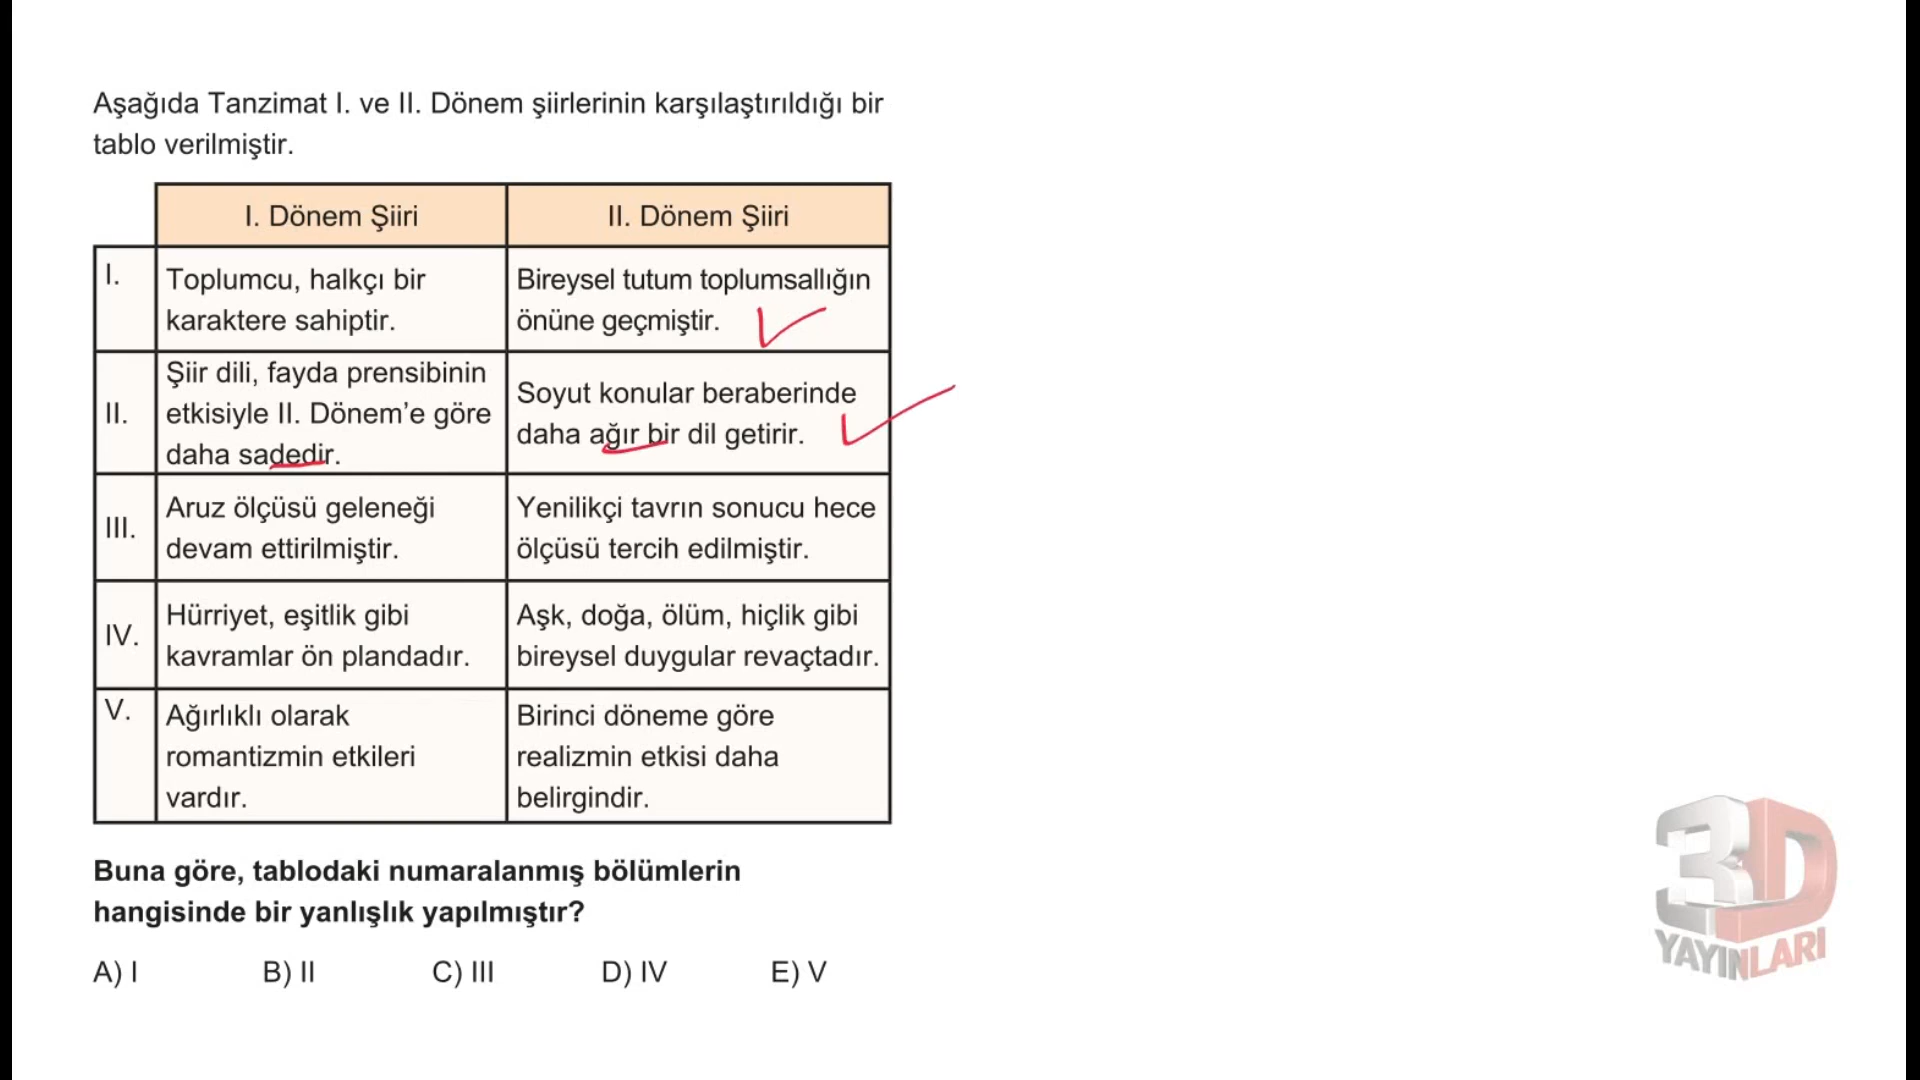 Aşağıda Tanzimat I. ve II. Dönem şiirlerinin karşılaştırıldığı bir
tablo verilmiştir.
I. Dönem Şiiri
II. Dönem Şiiri
I.
Toplumcu, halkçı bir
karaktere sahiptir.
Bireysel tutum toplumsallığın
önüne geçmiştir.
II.
Şiir dili, fayda prensibinin
etkisiyle II. Dönem’e göre
daha sadedir.
Soyut konular beraberinde
daha ağır bir dil getirir.
III.
Aruz ölçüsü geleneği
devam ettirilmiştir.
Yenilikçi tavrın sonucu hece
ölçüsü tercih edilmiştir.
IV.
Hürriyet, eşitlik gibi
kavramlar ön plandadır.
Aşk, doğa, ölüm, hiçlik gibi
bireysel duygular revaçtadır.
V.
Ağırlıklı olarak
romantizmin etkileri
vardır.
Birinci döneme göre
realizmin etkisi daha
belirgindir.
Buna göre, tablodaki numaralanmış bölümlerin
hangisinde bir yanlışlık yapılmıştır?
A) I B) II C) III D) IV E) V
3D
YAYINLARI